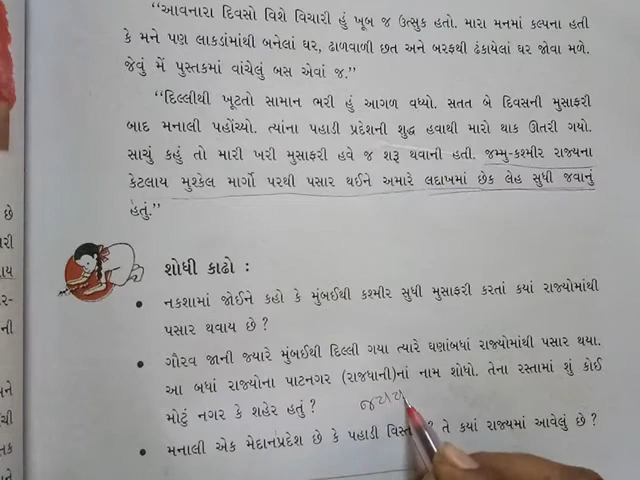 “આવનારા દિવસો વિશે વિચારી હું ખૂબ જ ઉત્સુક હતો. મારા મનમાં કલ્પના હતી
કે મને પણ લાકડાંમાંથી બનેલાં ઘર, ઢાળવાળી છત અને બરફથી ઢંકાયેલાં ઘર જોવા મળે.
જેવું મેં પુસ્તકમાં વાંચેલું બસ એવાં જ.”
“દિલ્લીથી ખૂટતો સામાન ભરી હું આગળ વધ્યો. સતત બે દિવસની મુસાફરી
બાદ મનાલી પહોંચ્યો. ત્યાંના પહાડી પ્રદેશની શુદ્ધ હવાથી મારો થાક ઊતરી ગયો.
સાચું કહું તો મારી ખરી મુસાફરી હવે જ શરૂ થવાની હતી. જમ્મુ-કશ્મીર રાજ્યના
કેટલાય મુશ્કેલ માર્ગો પરથી પસાર થઈને અમારે લદાખમાં છેક લેહ સુધી જવાનું
હતું.”
શોધી કાઢો :
• નકશામાં જોઈને કહો કે મુંબઈથી કશ્મીર સુધી મુસાફરી કરતાં કયાં રાજ્યોમાંથી
પસાર થવાય છે ?
• ગૌરવ જાની જ્યારે મુંબઈથી દિલ્લી ગયા ત્યારે ઘણાંબધાં રાજ્યોમાંથી પસાર થયા.
આ બધાં રાજ્યોના પાટનગર (રાજધાની)નાં નામ શોધો. તેના રસ્તામાં શું કોઈ
મોટું નગર કે શહેર હતું ?
• મનાલી એક મેદાનપ્રદેશ છે કે પહાડી તે કયાં રાજ્યમાં આવેલું છે ?